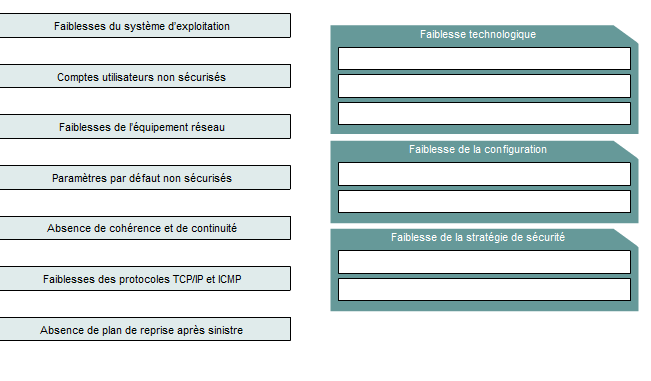 Faiblesses du système d'exploitation
Comptes utilisateurs non sécurisés
Faiblesses de l'équipement réseau
Paramètres par défaut non sécurisés
Absence de cohérence et de continuité
Faiblesses des protocoles TCP/IP et ICMP
Absence de plan de reprise après sinistre
Faiblesse technologique
Faiblesse de la configuration
Faiblesse de la stratégie de sécurité